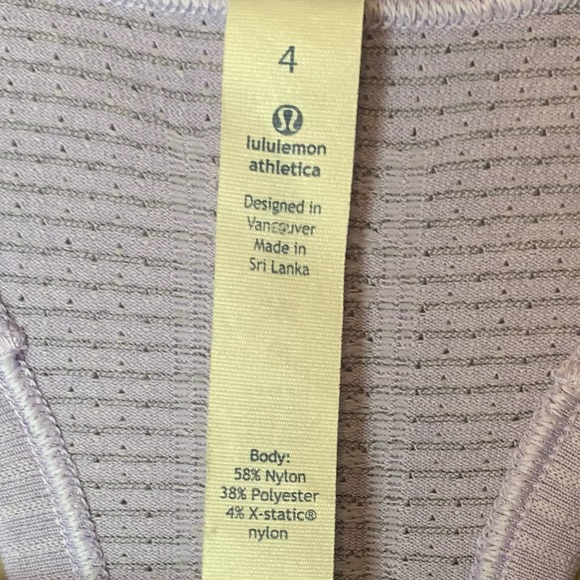 4
lululemon
athletica
Designed in
Vancouver
Made in
Sri Lanka
Body:
58% Nylon
38% Polyester
4% X-static®
nylon